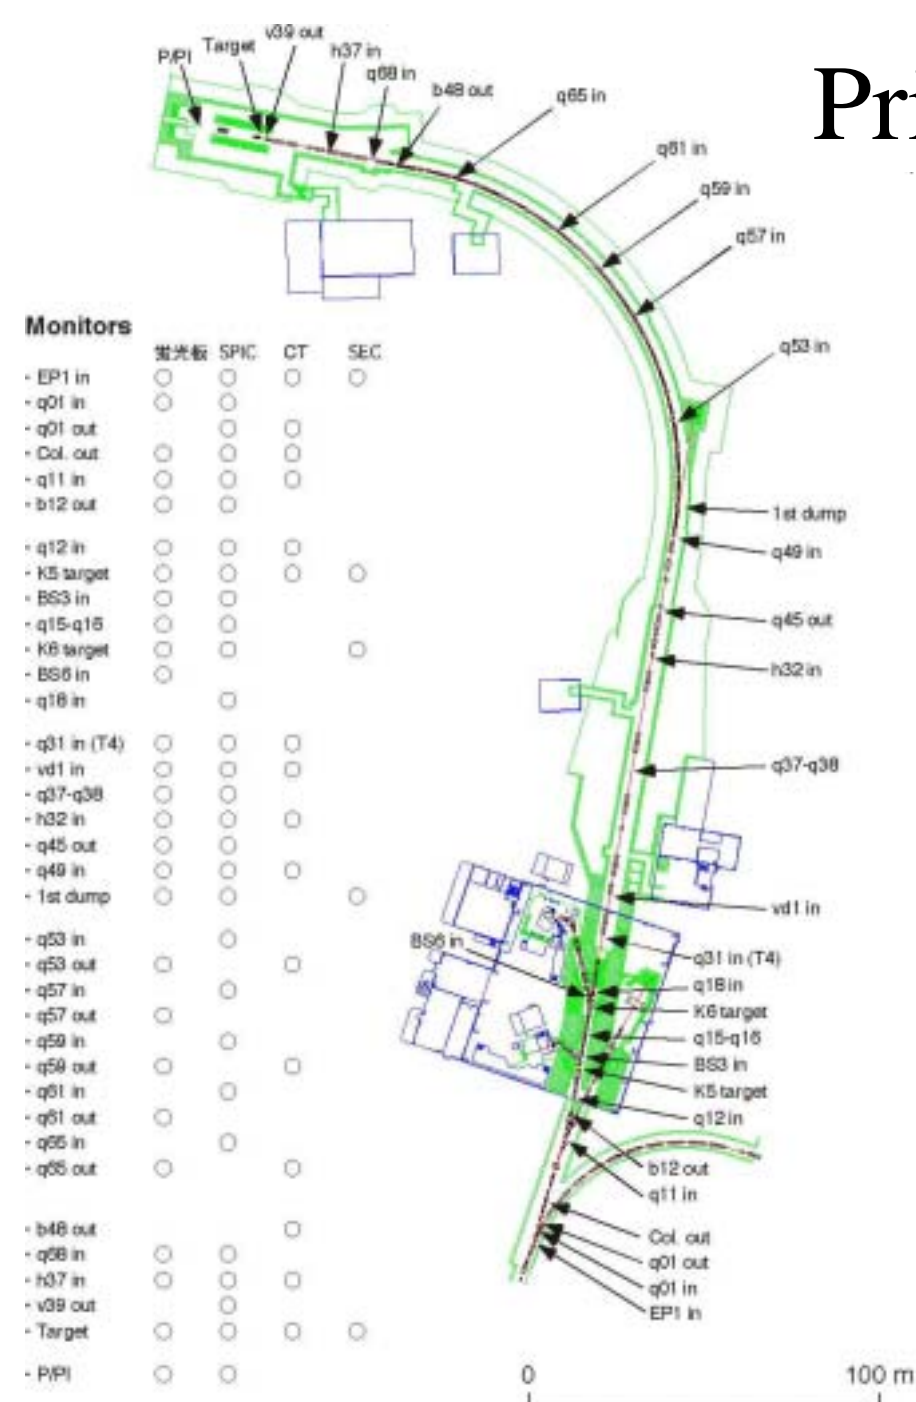 Pri
v39 out
Target
P/PI
h37 in
q68 in
b48 out
q65 in
q61 in
q59 in
q57 in
q53 in
1st dump
q49 in
q45 out
h32 in
q37-q38
vd1 in
BS6 in
q31 in (T4)
q18 in
K6 target
q15-q16
BS3 in
K5 target
q12 in
b12 out
q11 in
Col. out
q01 out
q01 in
EP1 in
Monitors
蛍光板 SPIC CT SEC
- EP1 in ○ ○ ○ ○
- q01 in ○ ○
- q01 out ○ ○
- Col. out ○ ○ ○
- q11 in ○ ○ ○
- b12 out ○ ○
- q12 in ○ ○ ○
- K5 target ○ ○ ○ ○
- BS3 in ○ ○
- q15-q16 ○ ○
- K6 target ○ ○ ○
- BS6 in ○
- q18 in ○
- q31 in (T4) ○ ○ ○
- vd1 in ○ ○ ○
- q37-q38 ○ ○
- h32 in ○ ○ ○
- q45 out ○ ○
- q49 in ○ ○ ○
- 1st dump ○ ○ ○
- q53 in ○
- q53 out ○ ○
- q57 in ○
- q57 out ○
- q59 in ○
- q59 out ○ ○
- q61 in ○
- q61 out ○
- q65 in ○
- q65 out ○ ○
- b48 out ○
- q68 in ○ ○
- h37 in ○ ○ ○
- v39 out ○
- Target ○ ○ ○ ○
- P/PI ○ ○
0 100 m